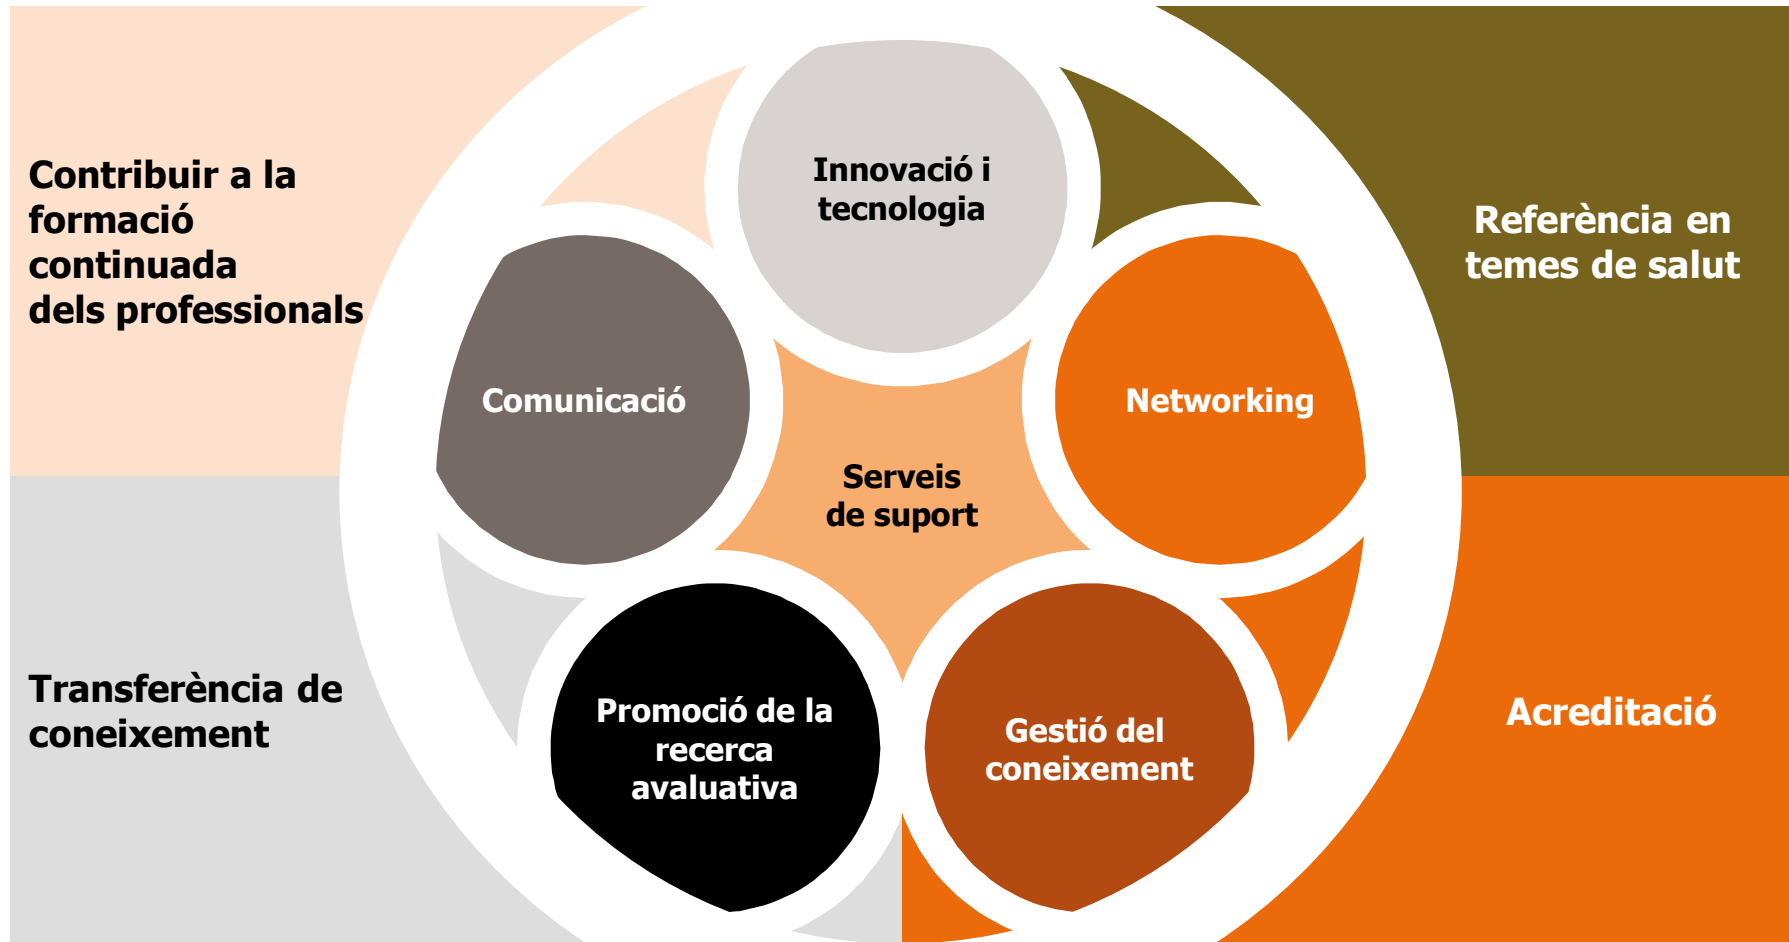 Contribuir a la
formació
continuada
dels professionals
Innovació i
tecnologia
Referència en
temes de salut
Comunicació
Networking
Serveis
de suport
Transferència de
coneixement
Promoció de la
recerca
avaluativa
Gestió del
coneixement
Acreditació